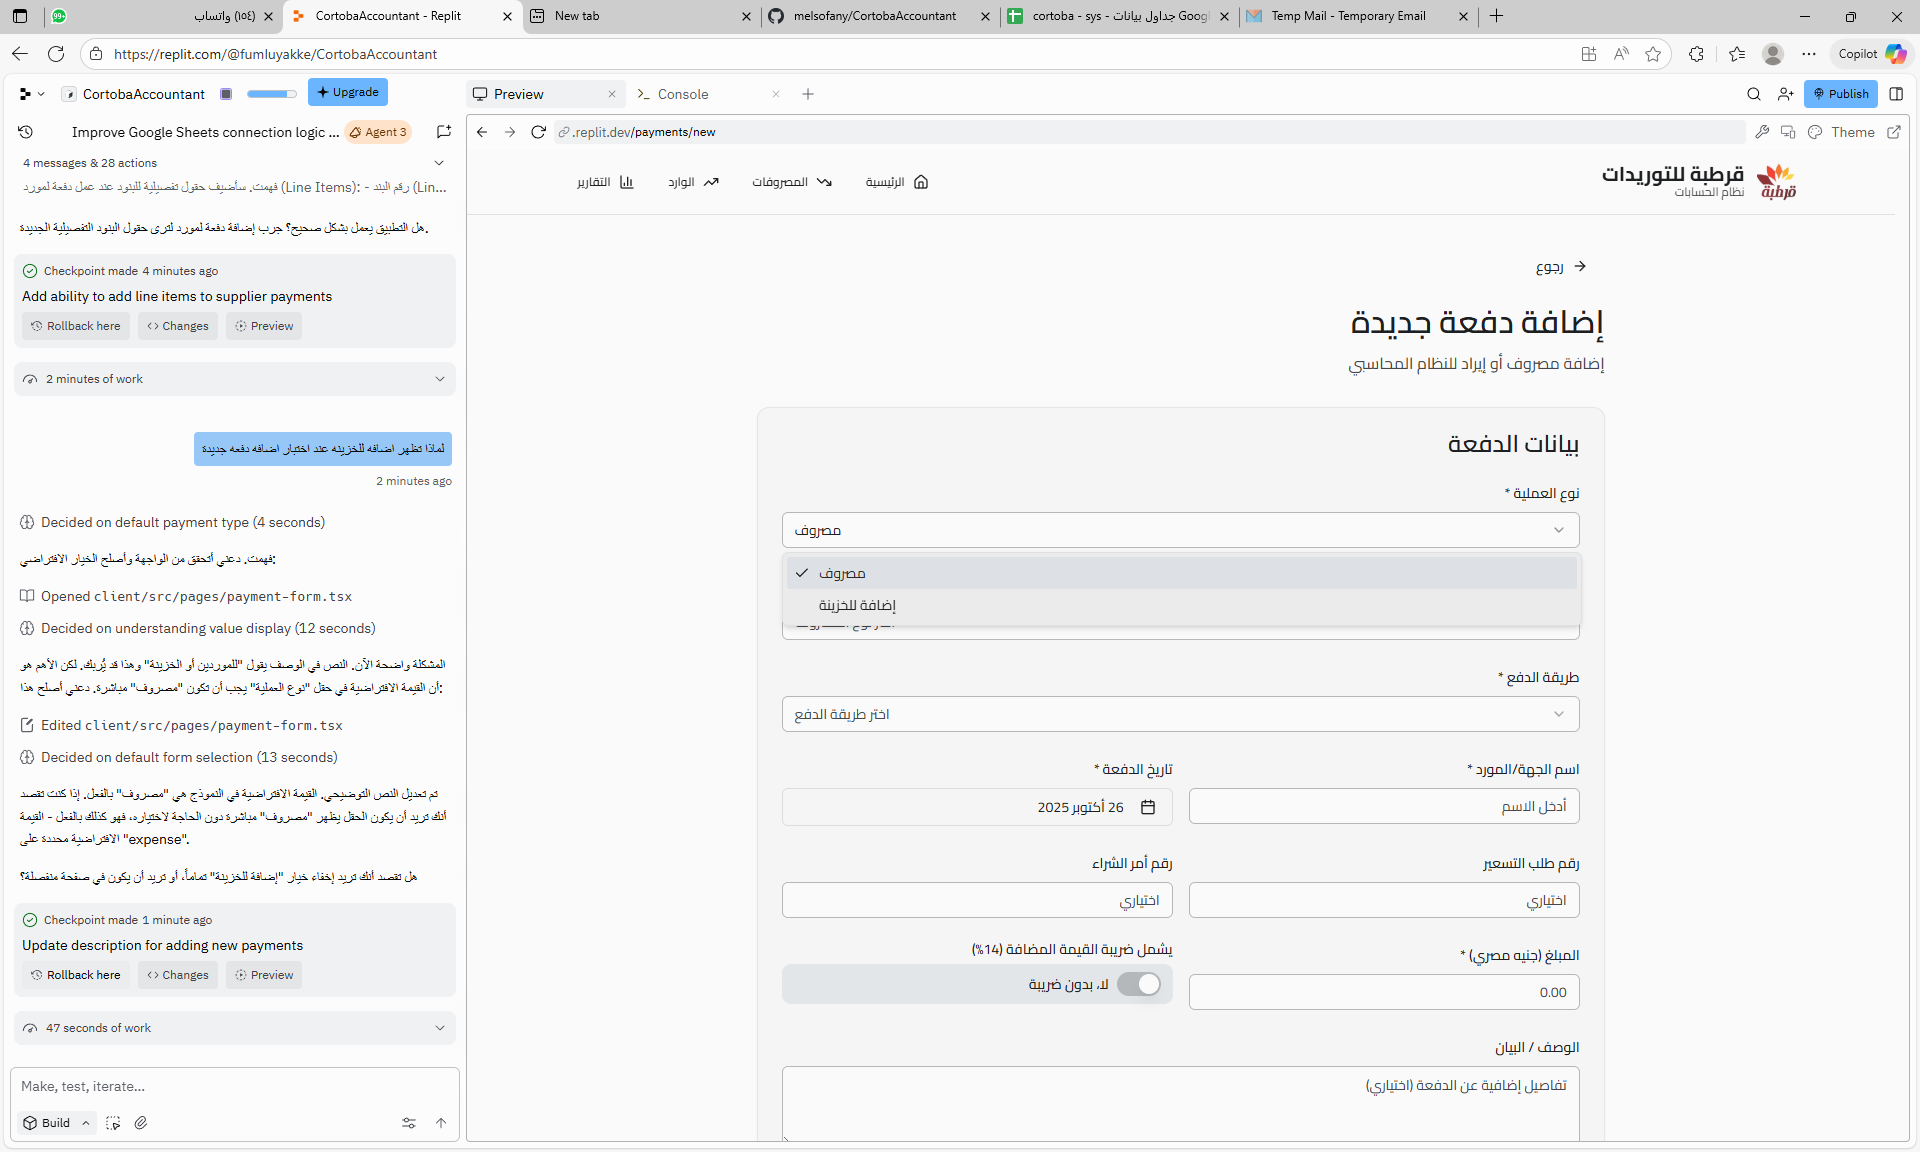 (١٥٤) واتساب
CortobaAccountant - Replit
New tab
melsofany/CortobaAccountant
cortoba - sys - جداول بيانات Goog
Temp Mail - Temporary Email
https://replit.com/@fumluyakke/CortobaAccountant
Copilot
CortobaAccountant
Upgrade
Preview
Console
Publish
Improve Google Sheets connection logic ...
Agent 3
.replit.dev/payments/new
Theme
4 messages & 28 actions
فهمت. سأضيف حقول تفصيلية للبنود عند عمل دفعة لمورد (Line Items): - رقم البند (Lin...
هل التطبيق يعمل بشكل صحيح؟ جرب إضافة دفعة لمورد لترى حقول البنود التفصيلية الجديدة.
Checkpoint made 4 minutes ago
Add ability to add line items to supplier payments
Rollback here
Changes
Preview
2 minutes of work
لماذا تظهر اضافه للخزينه عند اختيار اضافه دفعه جديدة
2 minutes ago
Decided on default payment type (4 seconds)
فهمت. دعني أتحقق من الواجهة وأصلح الخيار الافتراضي:
Opened client/src/pages/payment-form.tsx
Decided on understanding value display (12 seconds)
المشكلة واضحة الآن. النص في الوصف يقول "للموردين أو الخزينة" وهذا قد يُربك. لكن الأهم هو
أن القيمة الافتراضية في حقل "نوع العملية" يجب أن تكون "مصروف" مباشرة. دعني أصلح هذا:
Edited client/src/pages/payment-form.tsx
Decided on default form selection (13 seconds)
تم تعديل النص التوضيحي. القيمة الافتراضية في النموذج هي "مصروف" بالفعل. إذا كنت تقصد
أنك تريد أن يكون الحقل يظهر "مصروف" مباشرة دون الحاجة لاختياره، فهو كذلك بالفعل - القيمة
الافتراضية محددة على "expense".
هل تقصد أنك تريد إخفاء خيار "إضافة للخزينة" تماماً، أو تريد أن يكون في صفحة منفصلة؟
Checkpoint made 1 minute ago
Update description for adding new payments
Rollback here
Changes
Preview
47 seconds of work
Make, test, iterate...
Build
قرطبة للتوريدات
نظام الحسابات
قرطبة
الرئيسية
المصروفات
الوارد
التقارير
رجوع
إضافة دفعة جديدة
إضافة مصروف أو إيراد للنظام المحاسبي
بيانات الدفعة
نوع العملية *
مصروف
مصروف
إضافة للخزينة
طريقة الدفع *
اختر طريقة الدفع
اسم الجهة/المورد *
تاريخ الدفعة *
أدخل الاسم
26 أكتوبر 2025
رقم طلب التسعير
رقم أمر الشراء
اختياري
اختياري
المبلغ (جنيه مصري) *
يشمل ضريبة القيمة المضافة (14%)
0.00
لا، بدون ضريبة
الوصف / البيان
تفاصيل إضافية عن الدفعة (اختياري)